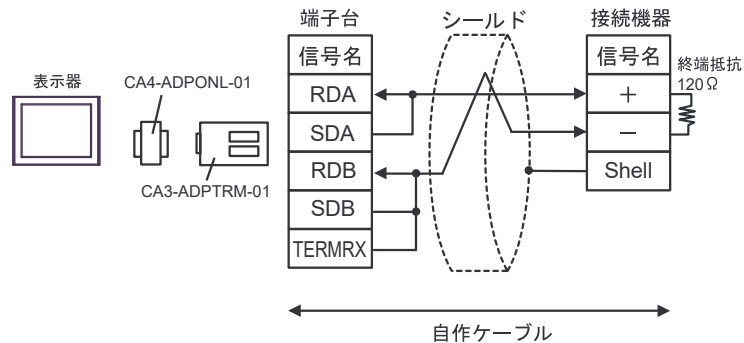 端子台
シールド
接続機器
信号名
信号名
表示器
CA4-ADPONL-01
CA3-ADPTRM-01
RDA
SDA
RDB
SDB
TERMRX
+
−
Shell
終端抵抗
120Ω
自作ケーブル